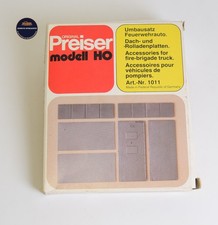 ORIGINAL
Preiser
modell HO
Umbausatz
Feuerwehrauto.
Dach- und
Rolladenplatten.
Accessories for
fire-brigade truck.
Accessoires pour
véhicules de
pompiers.
Art.-Nr. 1011